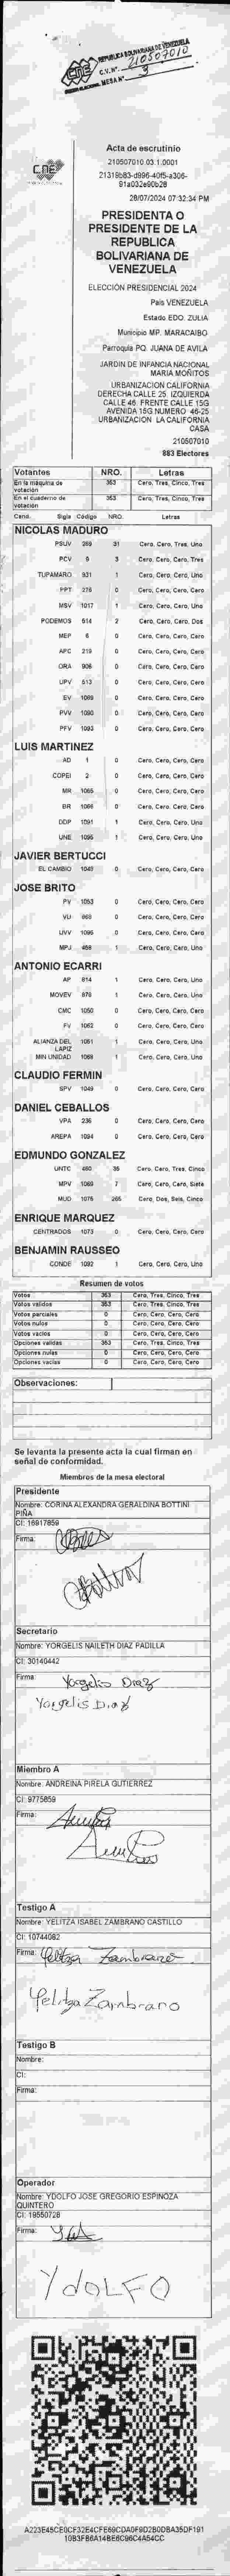 REPUBLICA BOLIVARIANA DE VENEZUELA
CNE C.V. Nº 210507010
MESA Nº 3
CNE
Acta de escrutinio
210507010.03.1.0001
28/07/2024 07:32:34 PM
PRESIDENTA O
PRESIDENTE DE LA
REPUBLICA
BOLIVARIANA DE
VENEZUELA
ELECCIÓN PRESIDENCIAL 2024
País VENEZUELA
Estado EDO. ZULIA
Municipio MP. MARACAIBO
Parroquia PQ. JUANA DE AVILA
JARDIN DE INFANCIA NACIONAL
MARIA MOÑITOS
URBANIZACION CALIFORNIA
DERECHA CALLE 25. IZQUIERDA
CALLE 46. FRENTE CALLE 15G
AVENIDA 15G NUMERO 46-25
URBANIZACION LA CALIFORNIA
CASA
210507010
883 Electores
Votantes NRO. Letras
En la máquina de votación 353 Cero, Tres, Cinco, Tres
En el cuaderno de votación 353 Cero, Tres, Cinco, Tres
Cand. Sigla Código NRO. Letras
NICOLAS MADURO
PSUV 31 Cero, Cero, Tres, Uno
PCV 3 Cero, Cero, Cero, Tres
TUPAMARO 931 1 Cero, Cero, Cero, Uno
PPT 0 Cero, Cero, Cero, Cero
MSV 1017 1 Cero, Cero, Cero, Uno
PODEMOS 514 2 Cero, Cero, Cero, Dos
MEP 6 0 Cero, Cero, Cero, Cero
APC 219 0 Cero, Cero, Cero, Cero
ORA 906 0 Cero, Cero, Cero, Cero
UPV 513 0 Cero, Cero, Cero, Cero
EV 1089 0 Cero, Cero, Cero, Cero
PVV 1090 0 Cero, Cero, Cero, Cero
PFV 1093 0 Cero, Cero, Cero, Cero
LUIS MARTINEZ
AD 1 0 Cero, Cero, Cero, Cero
COPEI 2 0 Cero, Cero, Cero, Cero
MR 1065 0 Cero, Cero, Cero, Cero
BR 1066 0 Cero, Cero, Cero, Cero
DDP 1091 1 Cero, Cero, Cero, Uno
UNE 1095 1 Cero, Cero, Cero, Uno
JAVIER BERTUCCI
EL CAMBIO 1045 0 Cero, Cero, Cero, Cero
JOSE BRITO
PV 1053 0 Cero, Cero, Cero, Cero
VU 868 0 Cero, Cero, Cero, Cero
UVV 1096 0 Cero, Cero, Cero, Cero
MPJ 1 Cero, Cero, Cero, Uno
ANTONIO ECARRI
AP 814 1 Cero, Cero, Cero, Uno
MOVEV 1 Cero, Cero, Cero, Uno
CMC 1050 0 Cero, Cero, Cero, Cero
FV 1062 0 Cero, Cero, Cero, Cero
ALIANZA DEL LAPIZ 1051 1 Cero, Cero, Cero, Uno
MIN UNIDAD 1068 1 Cero, Cero, Cero, Uno
CLAUDIO FERMIN
SPV 1049 0 Cero, Cero, Cero, Cero
DANIEL CEBALLOS
VPA 236 0 Cero, Cero, Cero, Cero
AREPA 1094 0 Cero, Cero, Cero, Cero
EDMUNDO GONZALEZ
UNTC 35 Cero, Cero, Tres, Cinco
MPV 1069 7 Cero, Cero, Cero, Siete
MUD 1075 265 Cero, Dos, Seis, Cinco
ENRIQUE MARQUEZ
CENTRADOS 1073 0 Cero, Cero, Cero, Cero
BENJAMIN RAUSSEO
CONDE 1092 1 Cero, Cero, Cero, Uno
Resumen de votos
Votos 353 Cero, Tres, Cinco, Tres
Votos válidos 353 Cero, Tres, Cinco, Tres
Votos parciales 0 Cero, Cero, Cero, Cero
Votos nulos 0 Cero, Cero, Cero, Cero
Votos vacíos 0 Cero, Cero, Cero, Cero
Opciones válidas 353 Cero, Tres, Cinco, Tres
Opciones nulas 0 Cero, Cero, Cero, Cero
Opciones vacías 0 Cero, Cero, Cero, Cero
Observaciones:
Se levanta la presente acta la cual firman en
señal de conformidad.
Miembros de la mesa electoral
Presidente
Nombre: CORINA ALEXANDRA GERALDINA BOTTINI
PIÑA
CI: 16917859
Firma:
Secretario
Nombre: YORGELIS NAILETH DIAZ PADILLA
CI: 30140442
Firma: Yorgelis Diaz
Yorgelis Diaz
Miembro A
Nombre: ANDREINA PIRELA GUTIERREZ
CI: 9775859
Firma:
Testigo A
Nombre: YELITZA ISABEL ZAMBRANO CASTILLO
CI: 10744082
Firma: Yelitza Zambrano
Yelitza Zambrano
Testigo B
Nombre:
CI:
Firma:
Operador
Nombre: YDOLFO JOSE GREGORIO ESPINOZA
QUINTERO
CI: 18550728
Firma:
YdOLFO